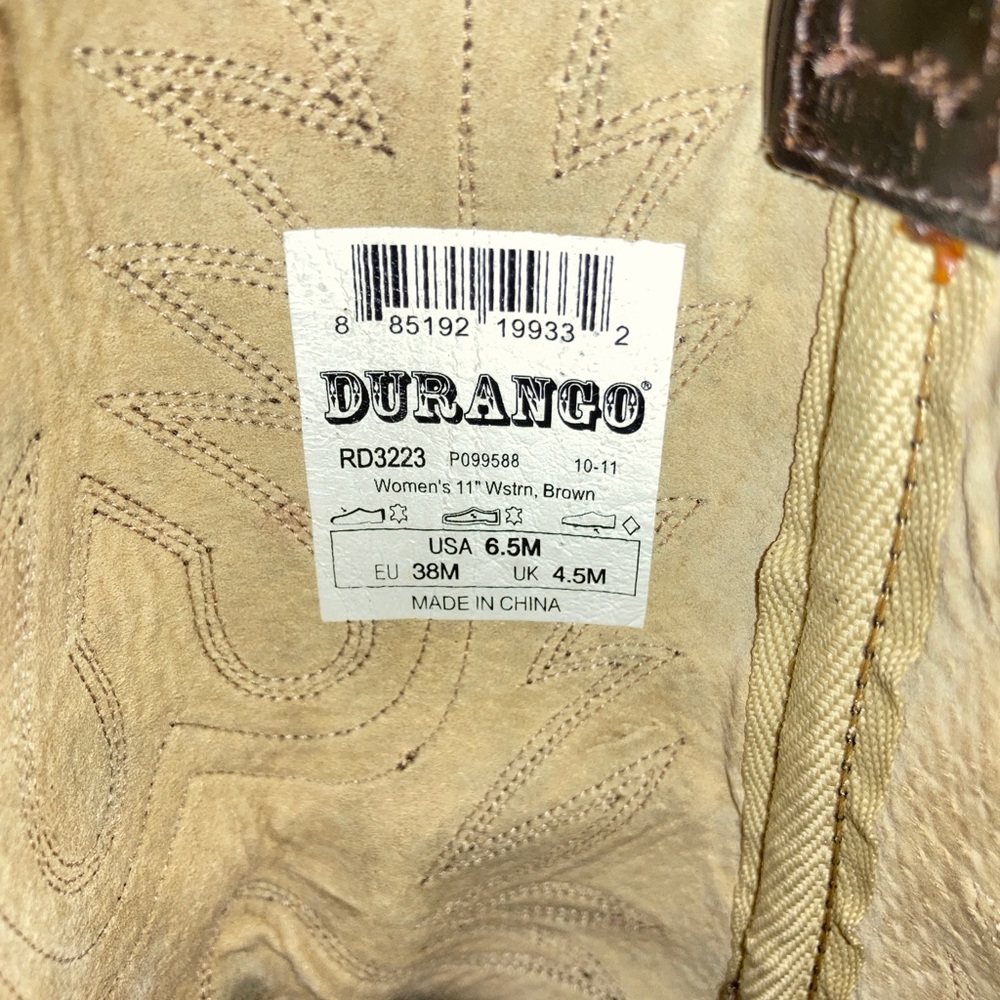 8 85192 19933 2
DURANGO®
RD3223 P099588 10-11
Women's 11" Wstrn, Brown
USA 6.5M
EU 38M UK 4.5M
MADE IN CHINA